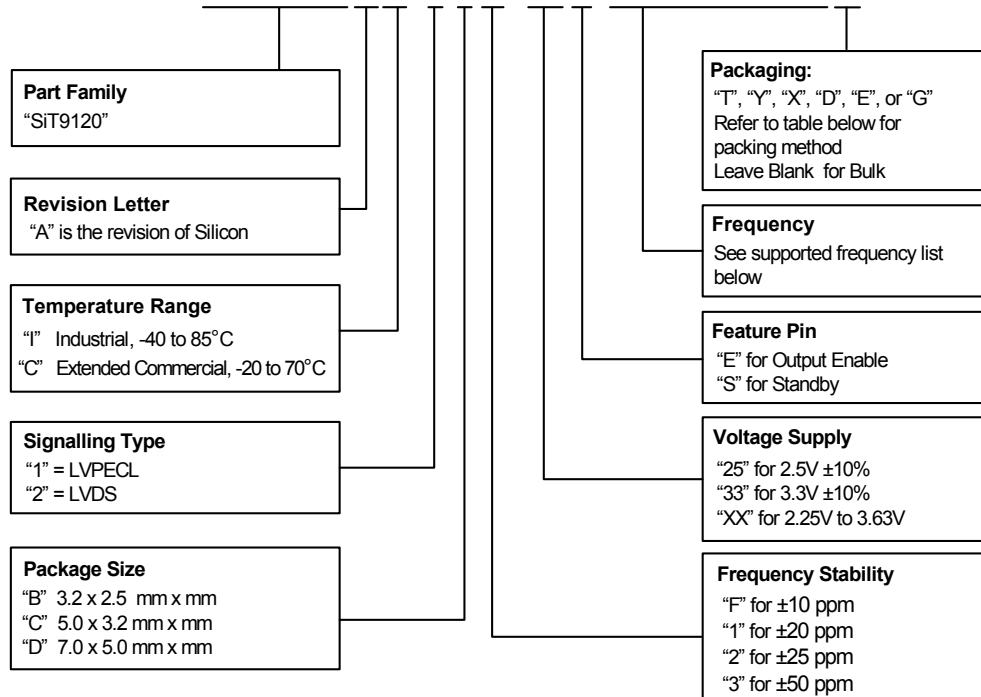 Part Family
“SiT9120”
Revision Letter
“A” is the revision of Silicon
Temperature Range
“I” Industrial, -40 to 85°C
“C” Extended Commercial, -20 to 70°C
Signalling Type
“1” = LVPECL
“2” = LVDS
Package Size
“B” 3.2 x 2.5 mm x mm
“C” 5.0 x 3.2 mm x mm
“D” 7.0 x 5.0 mm x mm
Packaging:
“T”, “Y”, “X”, “D”, “E”, or “G”
Refer to table below for
packing method
Leave Blank for Bulk
Frequency
See supported frequency list
below
Feature Pin
“E” for Output Enable
“S” for Standby
Voltage Supply
“25” for 2.5V ±10%
“33” for 3.3V ±10%
“XX” for 2.25V to 3.63V
Frequency Stability
“F” for ±10 ppm
“1” for ±20 ppm
“2” for ±25 ppm
“3” for ±50 ppm